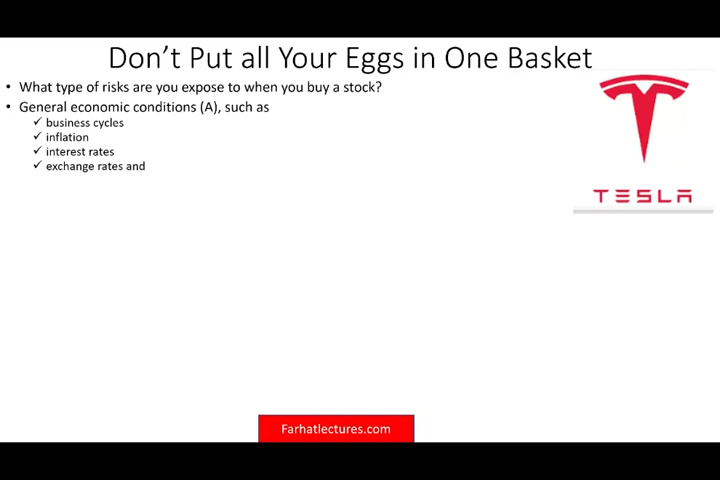 Don't Put all Your Eggs in One Basket
• What type of risks are you expose to when you buy a stock?
• General economic conditions (A), such as
✓ business cycles
✓ inflation
✓ interest rates
✓ exchange rates and
TESLA
Farhatlectures.com